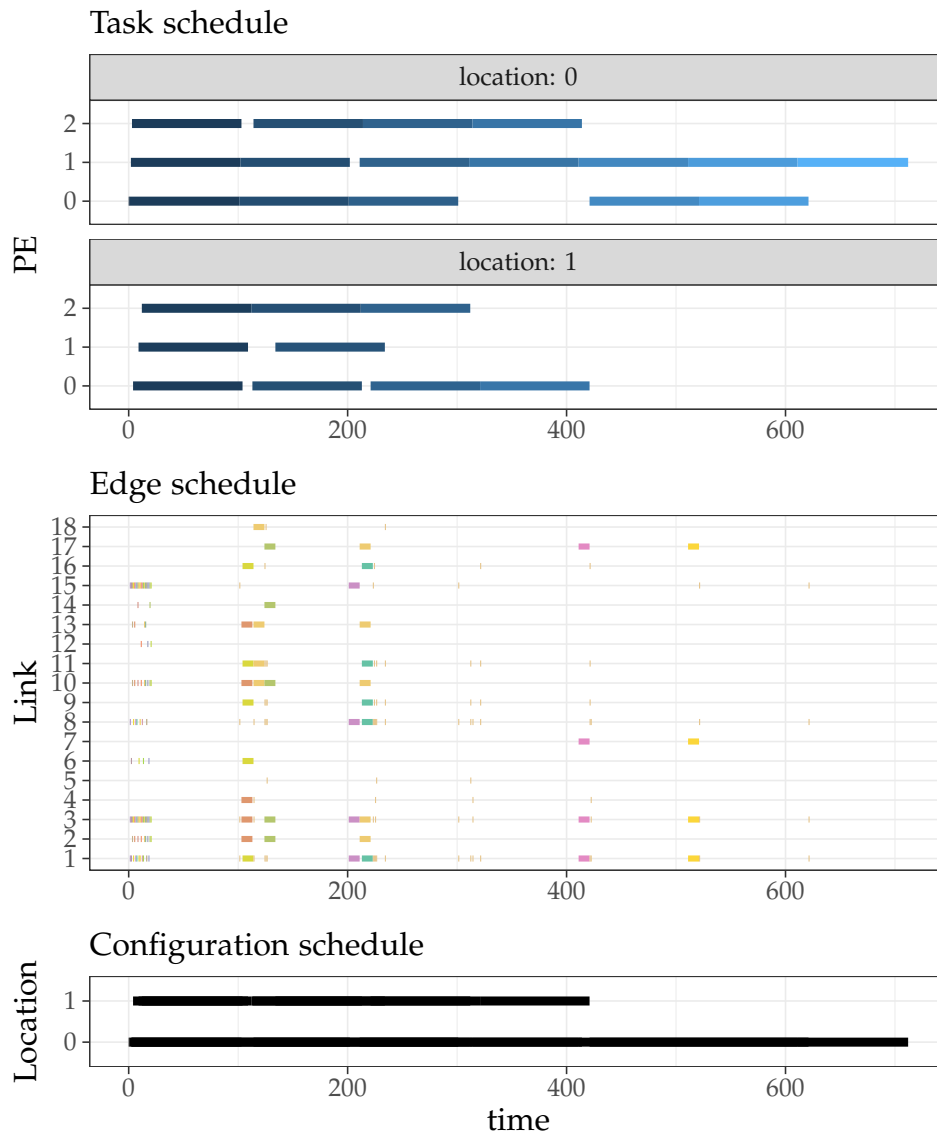 Task schedule
location: 0
2
1
0
PE
location: 1
2
1
0
0 200 400 600
Edge schedule
18
17
16
15
14
13
12
11
10
9
8
7
6
5
4
3
2
1
Link
0 200 400 600
Configuration schedule
1
0
Location
0 200 400 600
time